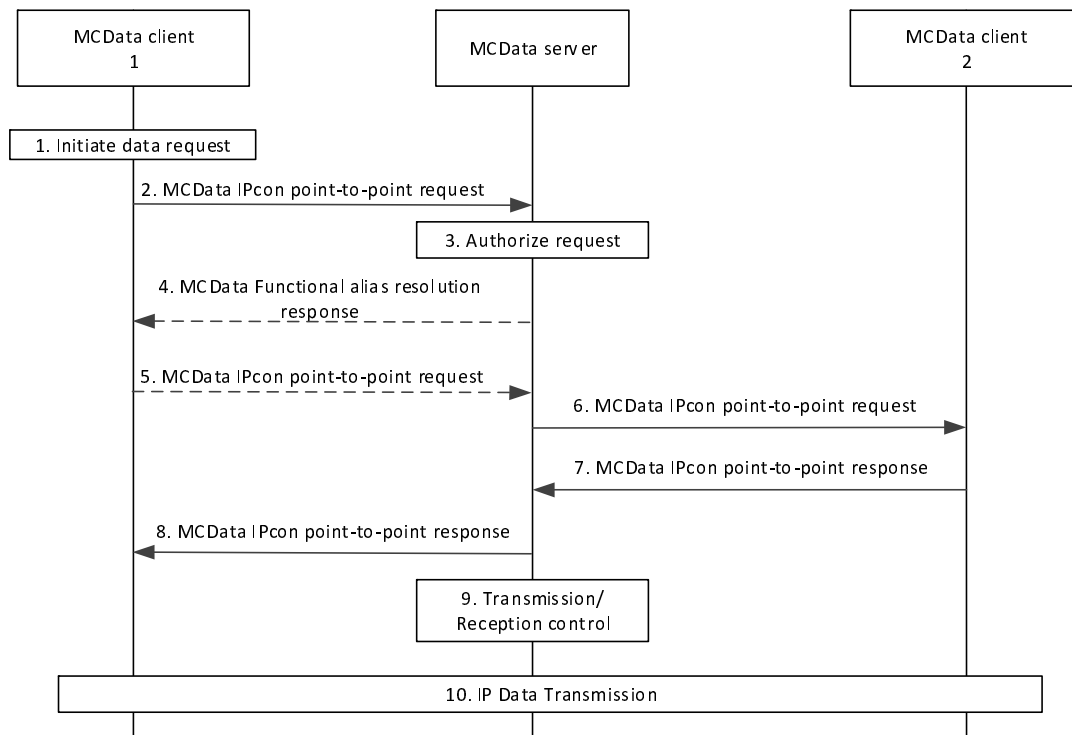 MCData client
1
MCData server
MCData client
2
1. Initiate data request
2. MCData IPcon point-to-point request
3. Authorize request
4. MCData Functional alias resolution
response
5. MCData IPcon point-to-point request
6. MCData IPcon point-to-point request
7. MCData IPcon point-to-point response
8. MCData IPcon point-to-point response
9. Transmission/
Reception control
10. IP Data Transmission